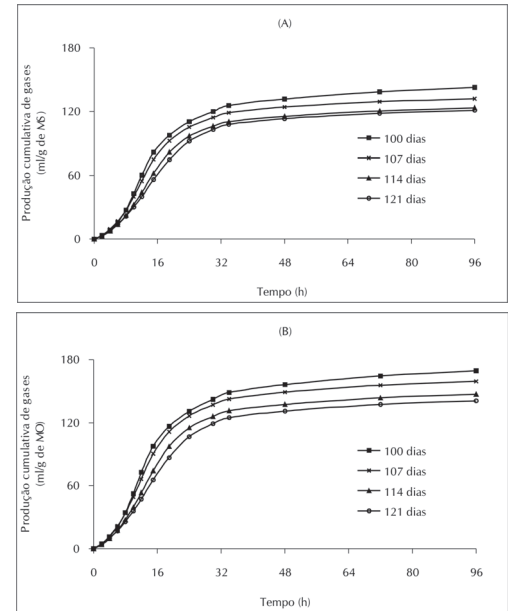 (A)
Produção cumulativa de gases
(ml/g de MS)
180
120
60
0
100 dias
107 dias
114 dias
121 dias
0 16 32 48 64 80 96
Tempo (h)
(B)
Produção cumulativa de gases
(ml/g de MO)
180
120
60
0
100 dias
107 dias
114 dias
121 dias
0 16 32 48 64 80 96
Tempo (h)